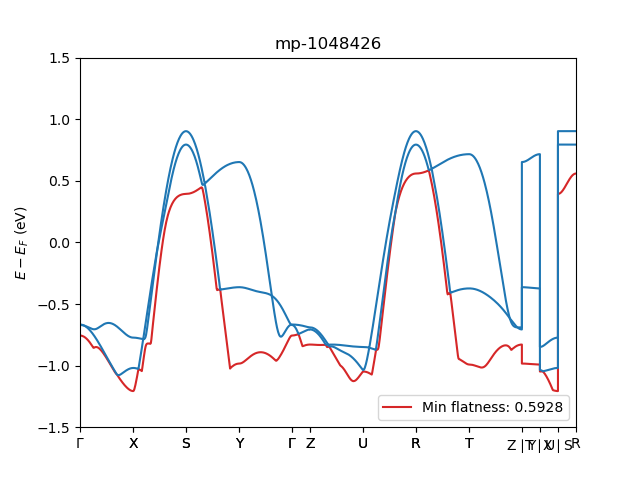 mp-1048426
E − E_F (eV)
1.5
1.0
0.5
0.0
−0.5
−1.0
−1.5
Min flatness: 0.5928
Γ X S Y Γ Z U R T Z|T Y|X U|S R